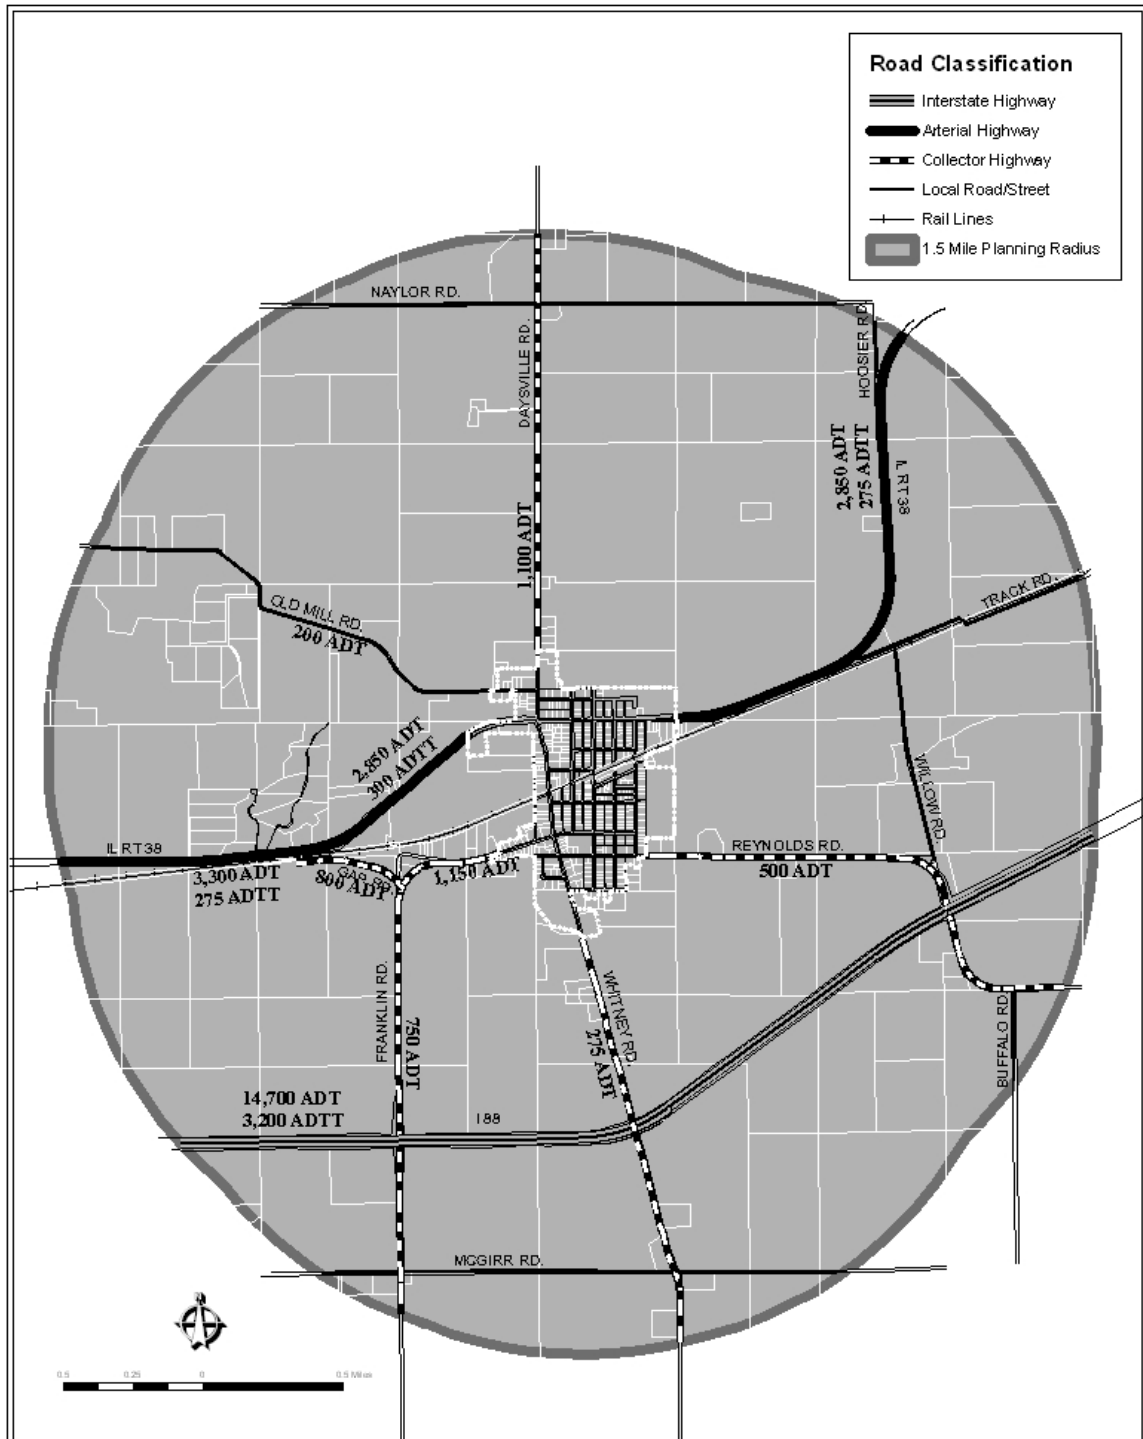 Road Classification
Interstate Highway
Arterial Highway
Collector Highway
Local Road/Street
Rail Lines
1.5 Mile Planning Radius
NAYLOR RD.
DAYSVILLE RD.
HOOSIER RD.
2,850 ADT
275 ADTT
IL RT 38
1,100 ADT
TRACK RD.
OLD MILL RD.
200 ADT
2,850 ADT
300 ADTT
WILLOW RD.
IL RT 38
REYNOLDS RD.
3,300 ADT
275 ADTT
GAP RD.
800 ADT
1,150 ADT
500 ADT
FRANKLIN RD.
750 ADT
WHITNEY RD.
275 ADT
BUFFALO RD.
14,700 ADT
3,200 ADTT
I 88
MCGIRR RD.
N
0.5 0.25 0 0.5 Miles